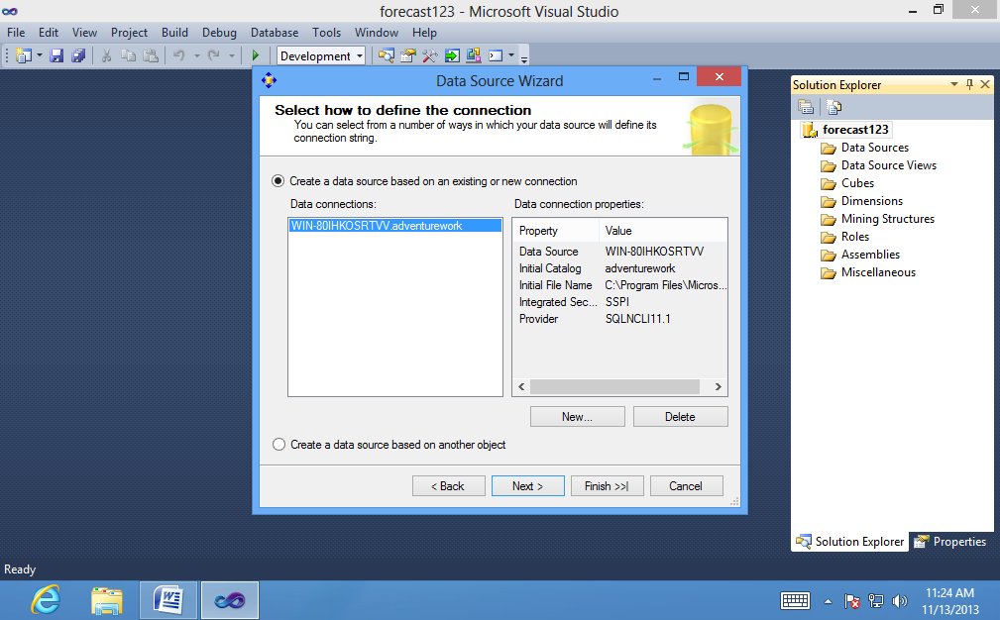 forecast123 - Microsoft Visual Studio
File Edit View Project Build Debug Database Tools Window Help
Development
Data Source Wizard
Select how to define the connection
You can select from a number of ways in which your data source will define its
connection string.
Create a data source based on an existing or new connection
Data connections:
WIN-80IHKOSRTVV.adventurework
Data connection properties:
Property Value
Data Source WIN-80IHKOSRTVV
Initial Catalog adventurework
Initial File Name C:\Program Files\Micros...
Integrated Sec... SSPI
Provider SQLNCLI11.1
New... Delete
Create a data source based on another object
< Back Next > Finish >>| Cancel
Solution Explorer
forecast123
Data Sources
Data Source Views
Cubes
Dimensions
Mining Structures
Roles
Assemblies
Miscellaneous
Solution Explorer Properties
Ready
11:24 AM
11/13/2013